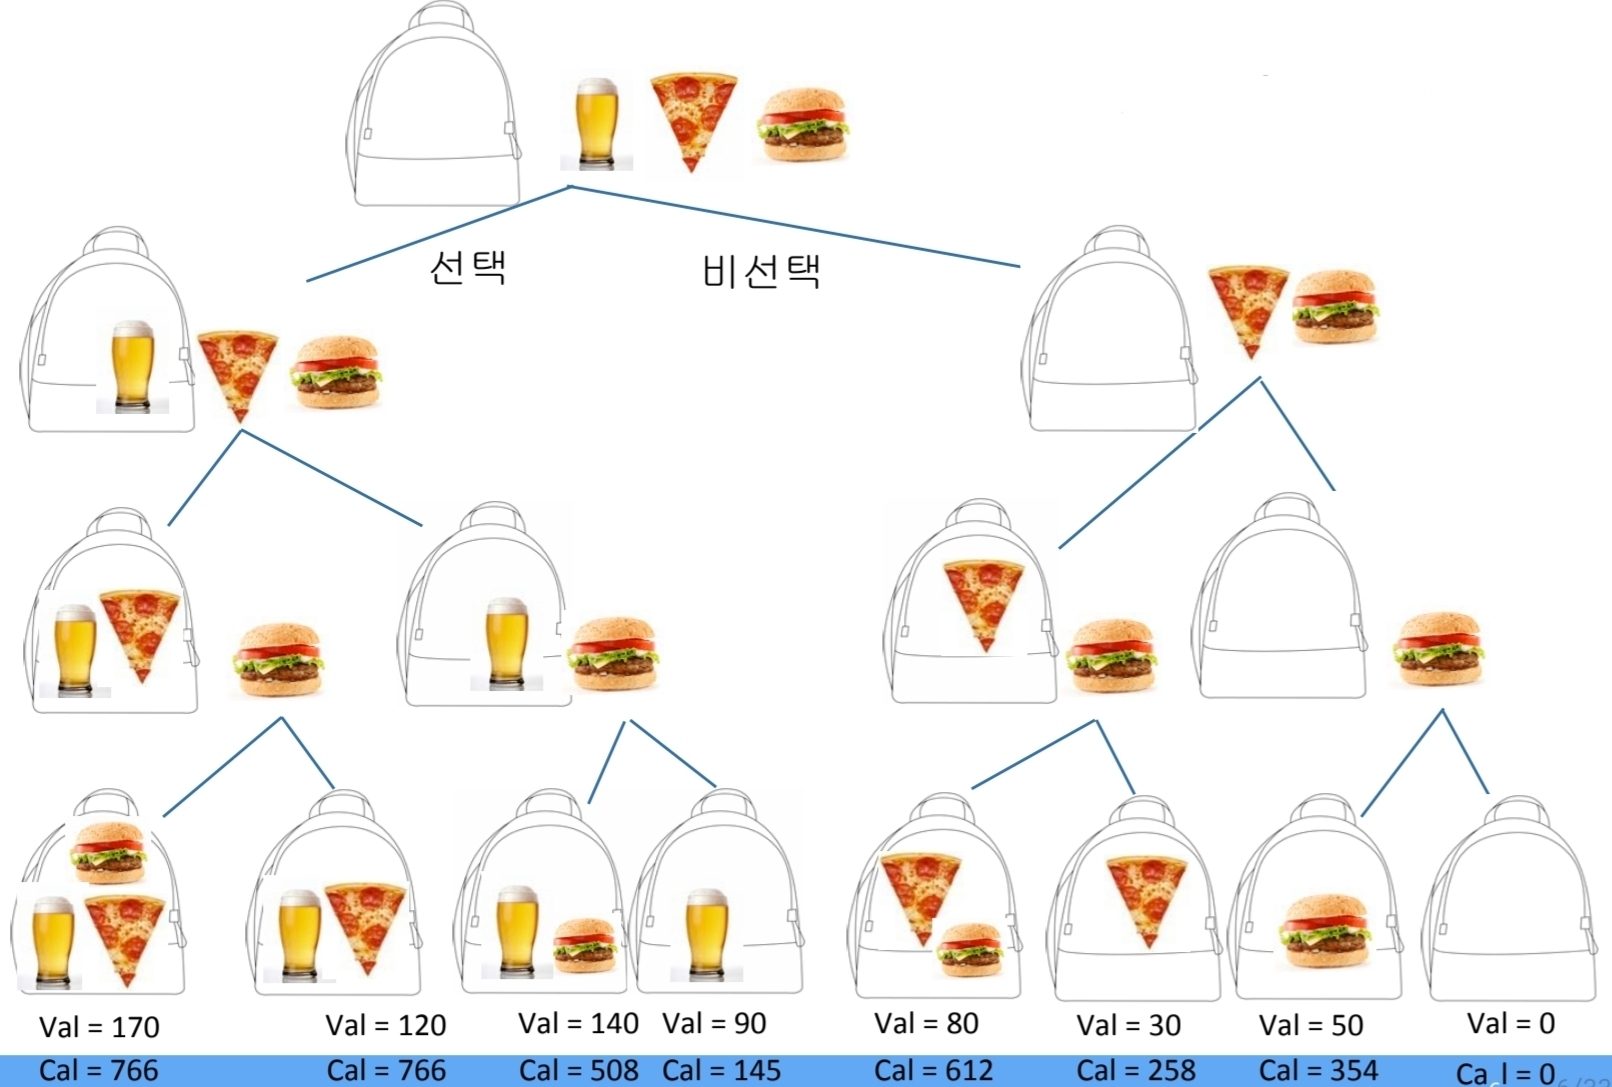 선택
비선택
Val = 170
Val = 120
Val = 140
Val = 90
Val = 80
Val = 30
Val = 50
Val = 0
Cal = 766
Cal = 766
Cal = 508
Cal = 145
Cal = 612
Cal = 258
Cal = 354
Ca l = 0